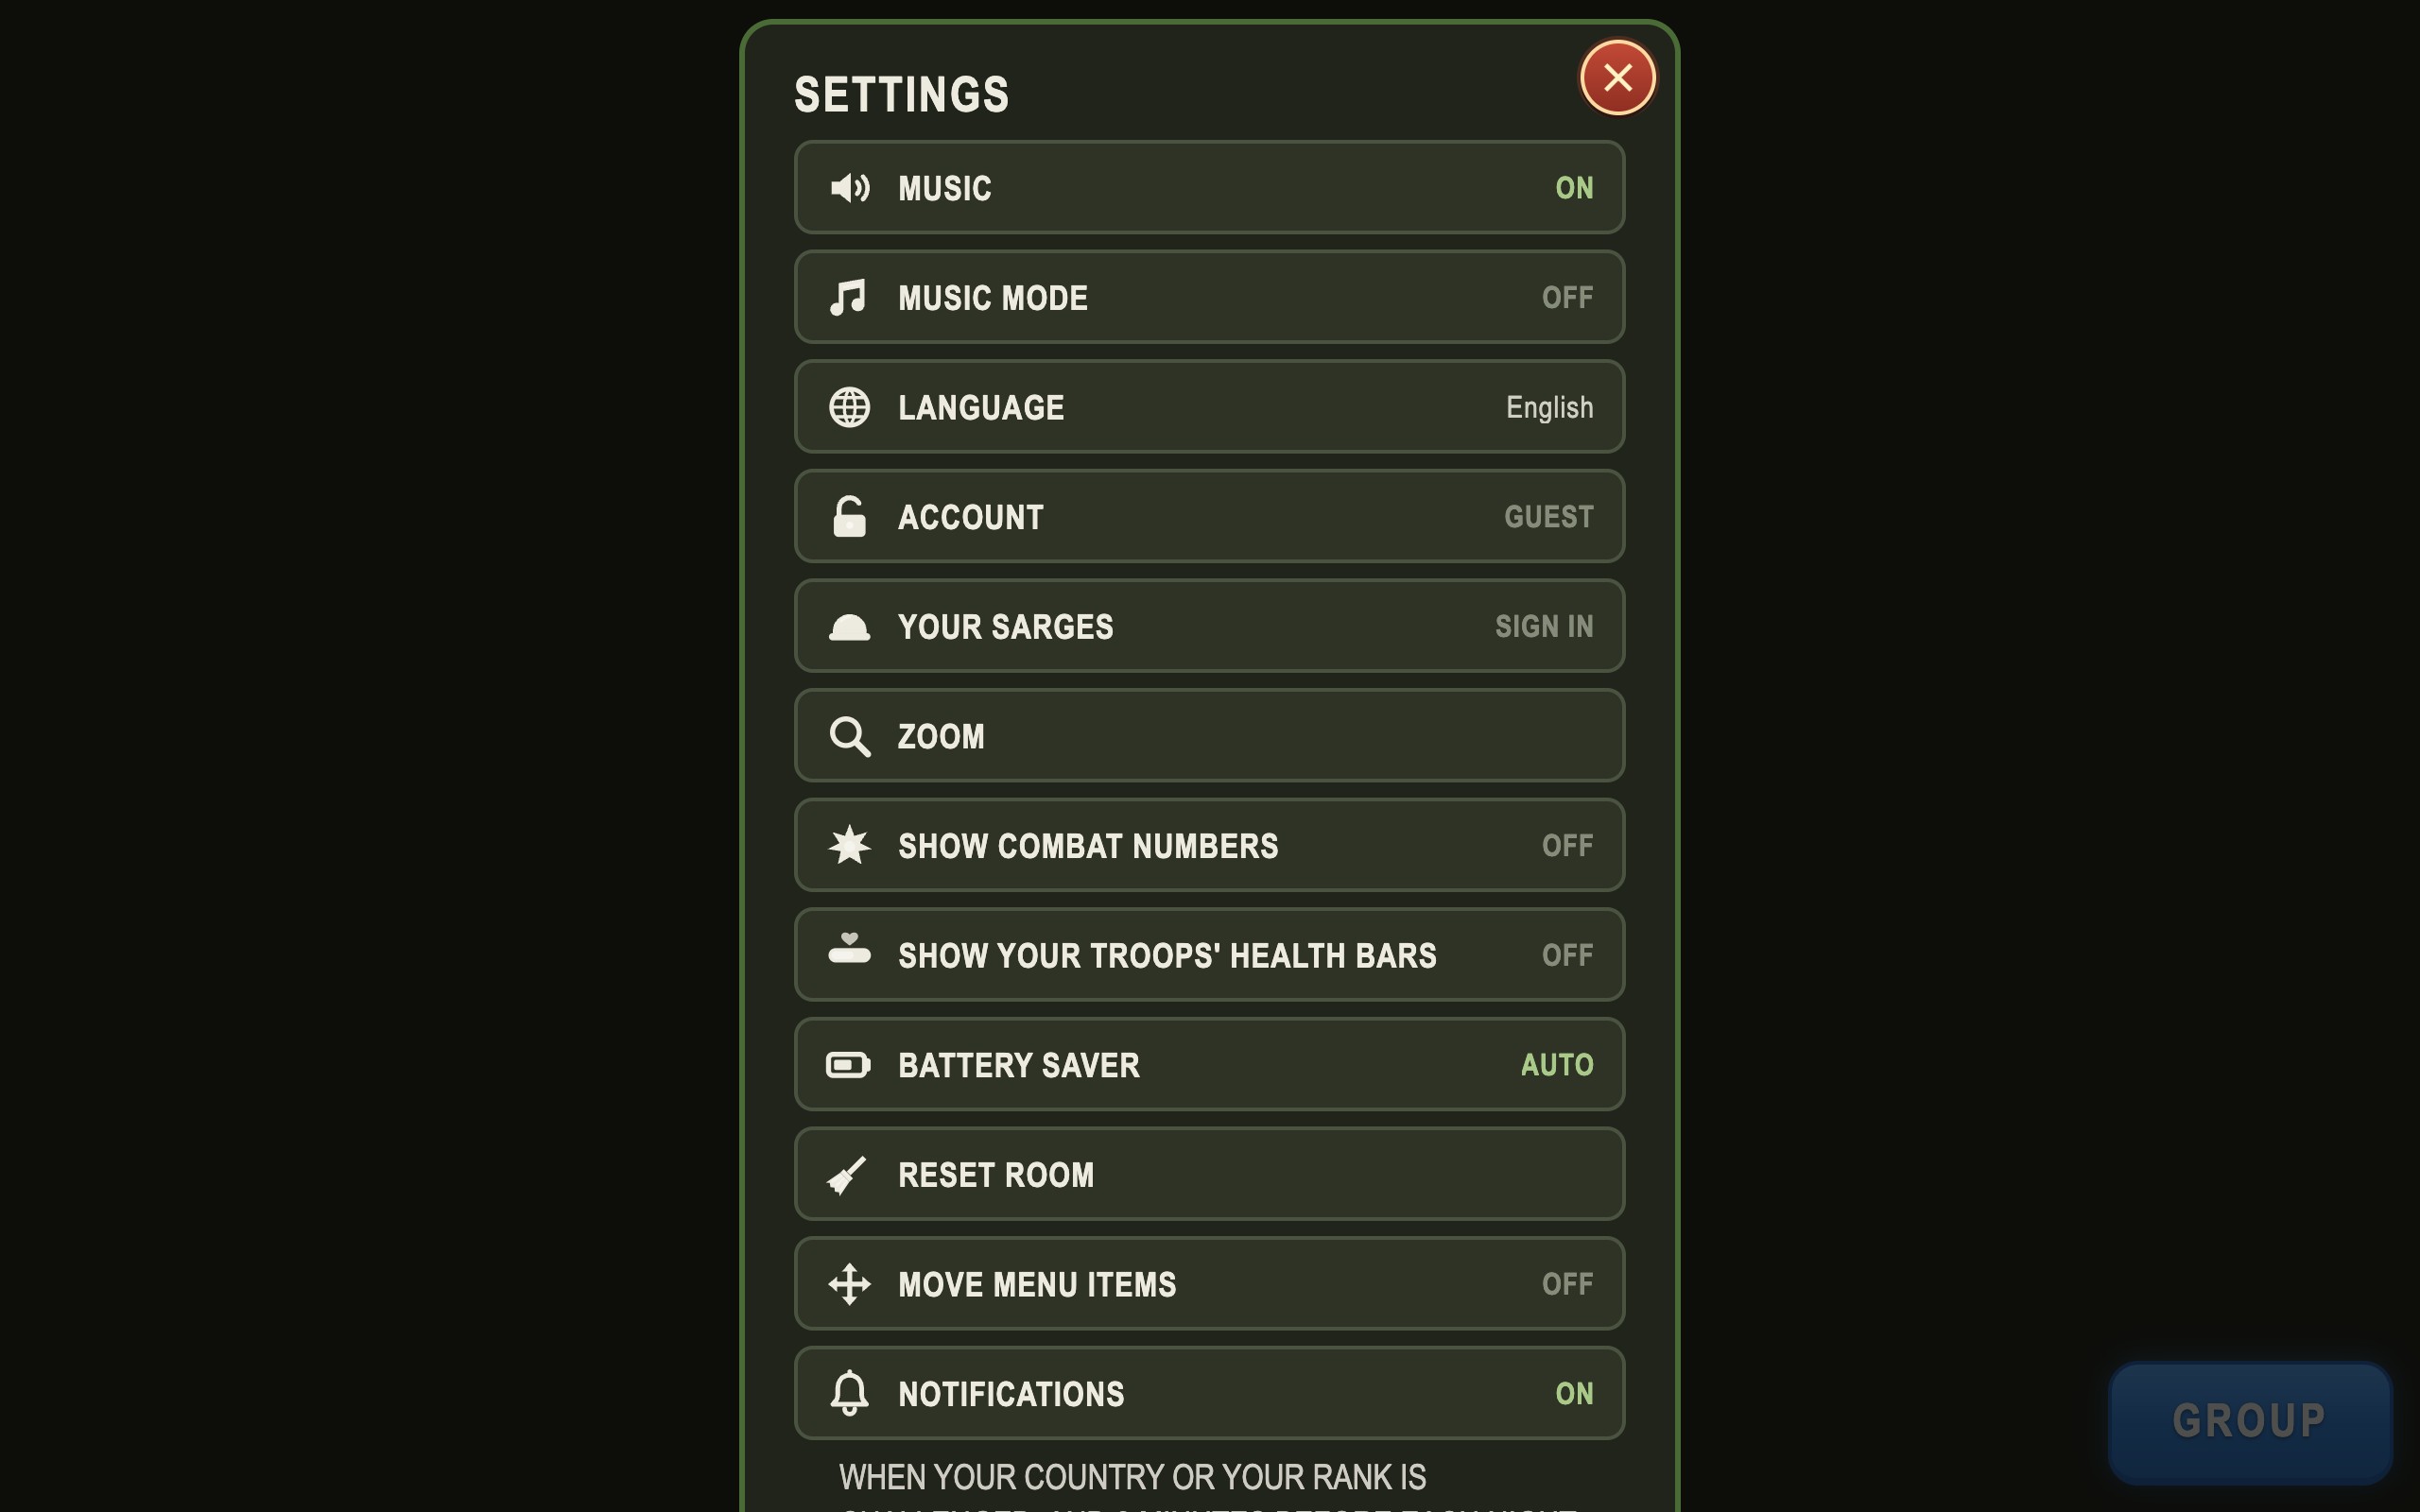 SETTINGS
MUSIC ON
MUSIC MODE OFF
LANGUAGE English
ACCOUNT GUEST
YOUR SARGES SIGN IN
ZOOM
SHOW COMBAT NUMBERS OFF
SHOW YOUR TROOPS' HEALTH BARS OFF
BATTERY SAVER AUTO
RESET ROOM
MOVE MENU ITEMS OFF
NOTIFICATIONS ON
GROUP
WHEN YOUR COUNTRY OR YOUR RANK IS